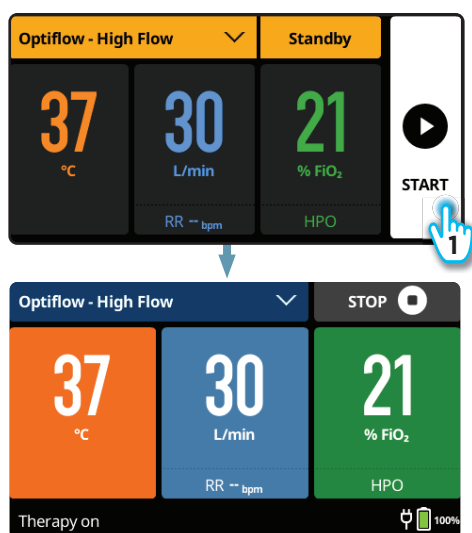 Optiflow - High Flow Standby
37 30 21
°C L/min % FiO₂
START
RR -- bpm HPO
1
Optiflow - High Flow STOP
37 30 21
°C L/min % FiO₂
RR -- bpm HPO
Therapy on 100%